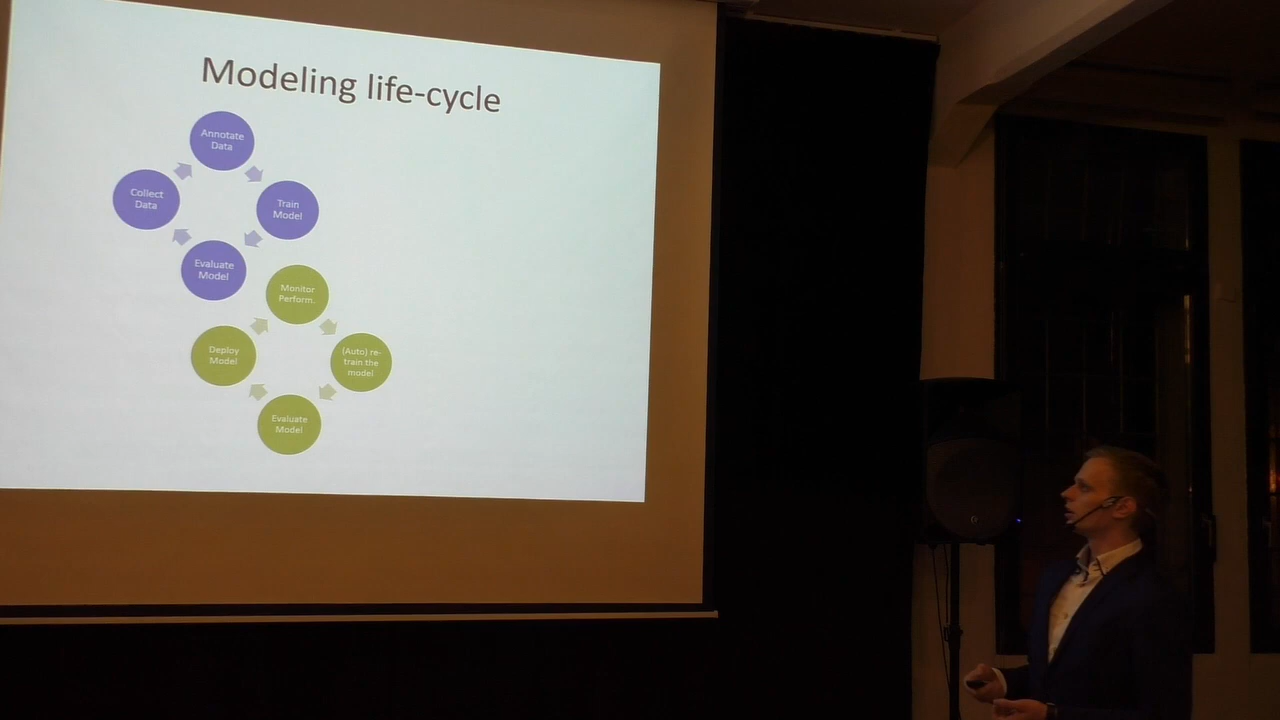 Modeling life-cycle
Annotate
Data
Collect
Data
Train
Model
Evaluate
Model
Monitor
Perform.
Deploy
Model
(Auto) re-
train the
model
Evaluate
Model